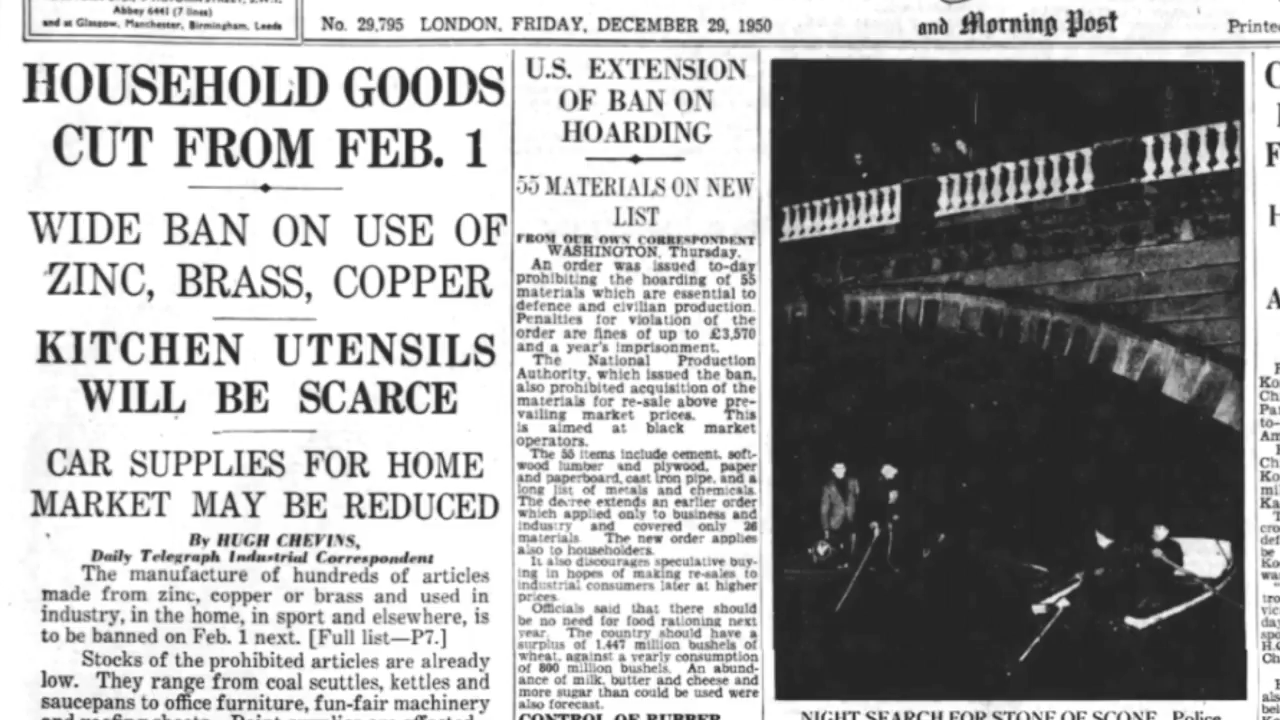 Abbey 6441 (7 lines)
and at Glasgow, Manchester, Birmingham, Leeds
No. 29,795 LONDON, FRIDAY, DECEMBER 29, 1950
and Morning Post
Printed
HOUSEHOLD GOODS
CUT FROM FEB. 1
WIDE BAN ON USE OF
ZINC, BRASS, COPPER
KITCHEN UTENSILS
WILL BE SCARCE
CAR SUPPLIES FOR HOME
MARKET MAY BE REDUCED
By HUGH CHEVINS,
Daily Telegraph Industrial Correspondent
The manufacture of hundreds of articles
made from zinc, copper or brass and used in
industry, in the home, in sport and elsewhere, is
to be banned on Feb. 1 next. [Full list—P7.]
Stocks of the prohibited articles are already
low. They range from coal scuttles, kettles and
saucepans to office furniture, fun-fair machinery
U.S. EXTENSION
OF BAN ON
HOARDING
55 MATERIALS ON NEW
LIST
FROM OUR OWN CORRESPONDENT
WASHINGTON, Thursday.
An order was issued to-day
prohibiting the hoarding of 55
materials which are essential to
defence and civilian production.
Penalties for violation of the
order are fines of up to £3,570
and a year's imprisonment.
The National Production
Authority, which issued the ban,
also prohibited acquisition of the
materials for re-sale above pre-
vailing market prices. This
is aimed at black market
operators.
The 55 items include cement, soft-
wood lumber and plywood, paper
and paperboard, cast iron pipe, and a
long list of metals and chemicals.
The decree extends an earlier order
which applied only to business and
industry and covered only 26
materials. The new order applies
also to householders.
It also discourages speculative buy-
ing in hopes of making re-sales to
industrial consumers later at higher
prices.
Officials said that there should
be no need for food rationing next
year. The country should have a
surplus of 1,447 million bushels of
wheat, against a yearly consumption
of 800 million bushels. An abund-
ance of milk, butter and cheese and
more sugar than could be used were
also forecast.
CONTROL OF RUBBER
NIGHT SEARCH FOR STONE OF SCONE. Police